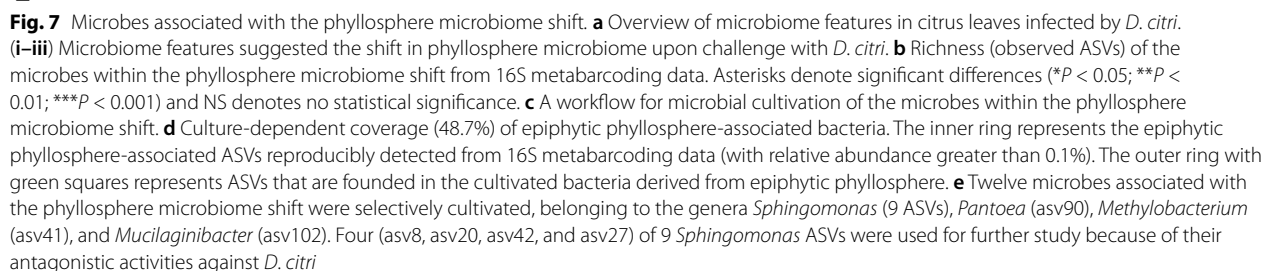 Fig. 7 Microbes associated with the phyllosphere microbiome shift. a Overview of microbiome features in citrus leaves infected by D. citri.
(i–iii) Microbiome features suggested the shift in phyllosphere microbiome upon challenge with D. citri. b Richness (observed ASVs) of the
microbes within the phyllosphere microbiome shift from 16S metabarcoding data. Asterisks denote significant differences (*P < 0.05; **P <
0.01; ***P < 0.001) and NS denotes no statistical significance. c A workflow for microbial cultivation of the microbes within the phyllosphere
microbiome shift. d Culture-dependent coverage (48.7%) of epiphytic phyllosphere-associated bacteria. The inner ring represents the epiphytic
phyllosphere-associated ASVs reproducibly detected from 16S metabarcoding data (with relative abundance greater than 0.1%). The outer ring with
green squares represents ASVs that are founded in the cultivated bacteria derived from epiphytic phyllosphere. e Twelve microbes associated with
the phyllosphere microbiome shift were selectively cultivated, belonging to the genera Sphingomonas (9 ASVs), Pantoea (asv90), Methylobacterium
(asv41), and Mucilaginibacter (asv102). Four (asv8, asv20, asv42, and asv27) of 9 Sphingomonas ASVs were used for further study because of their
antagonistic activities against D. citri